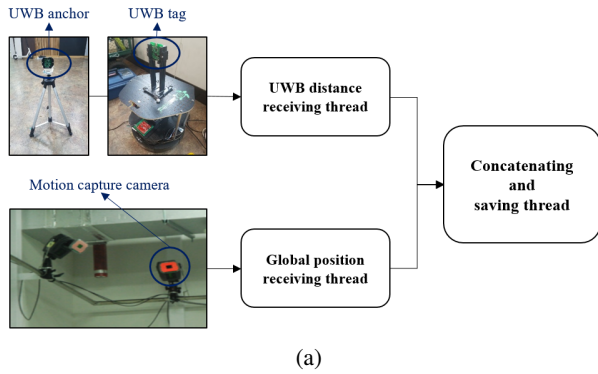 UWB anchor
UWB tag
UWB distance
receiving thread
Concatenating
and
saving thread
Motion capture camera
Global position
receiving thread
(a)